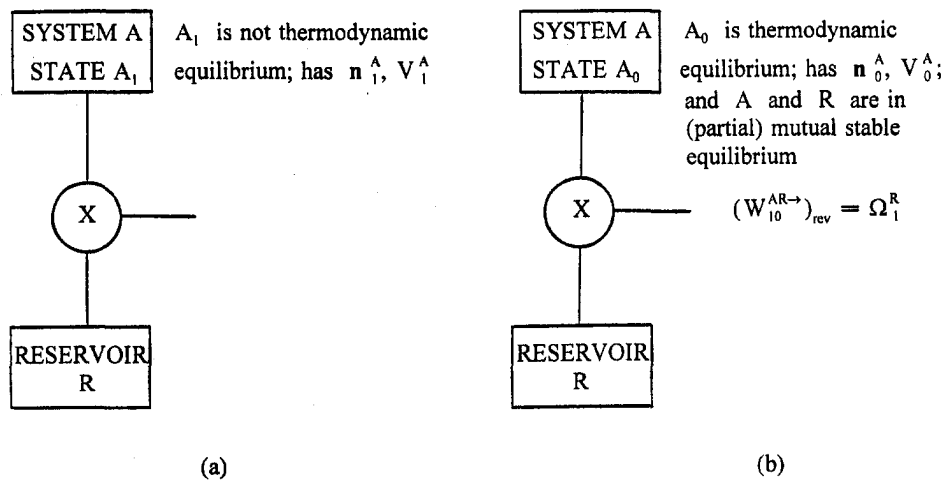 SYSTEM A
STATE A₁
A₁ is not thermodynamic
equilibrium; has n₁ᴬ, V₁ᴬ
X
RESERVOIR
R
(a)
SYSTEM A
STATE A₀
A₀ is thermodynamic
equilibrium; has n₀ᴬ, V₀ᴬ;
and A and R are in
(partial) mutual stable
equilibrium
X
(W₁₀ᴬᴿ→)rev = Ω₁ᴿ
RESERVOIR
R
(b)